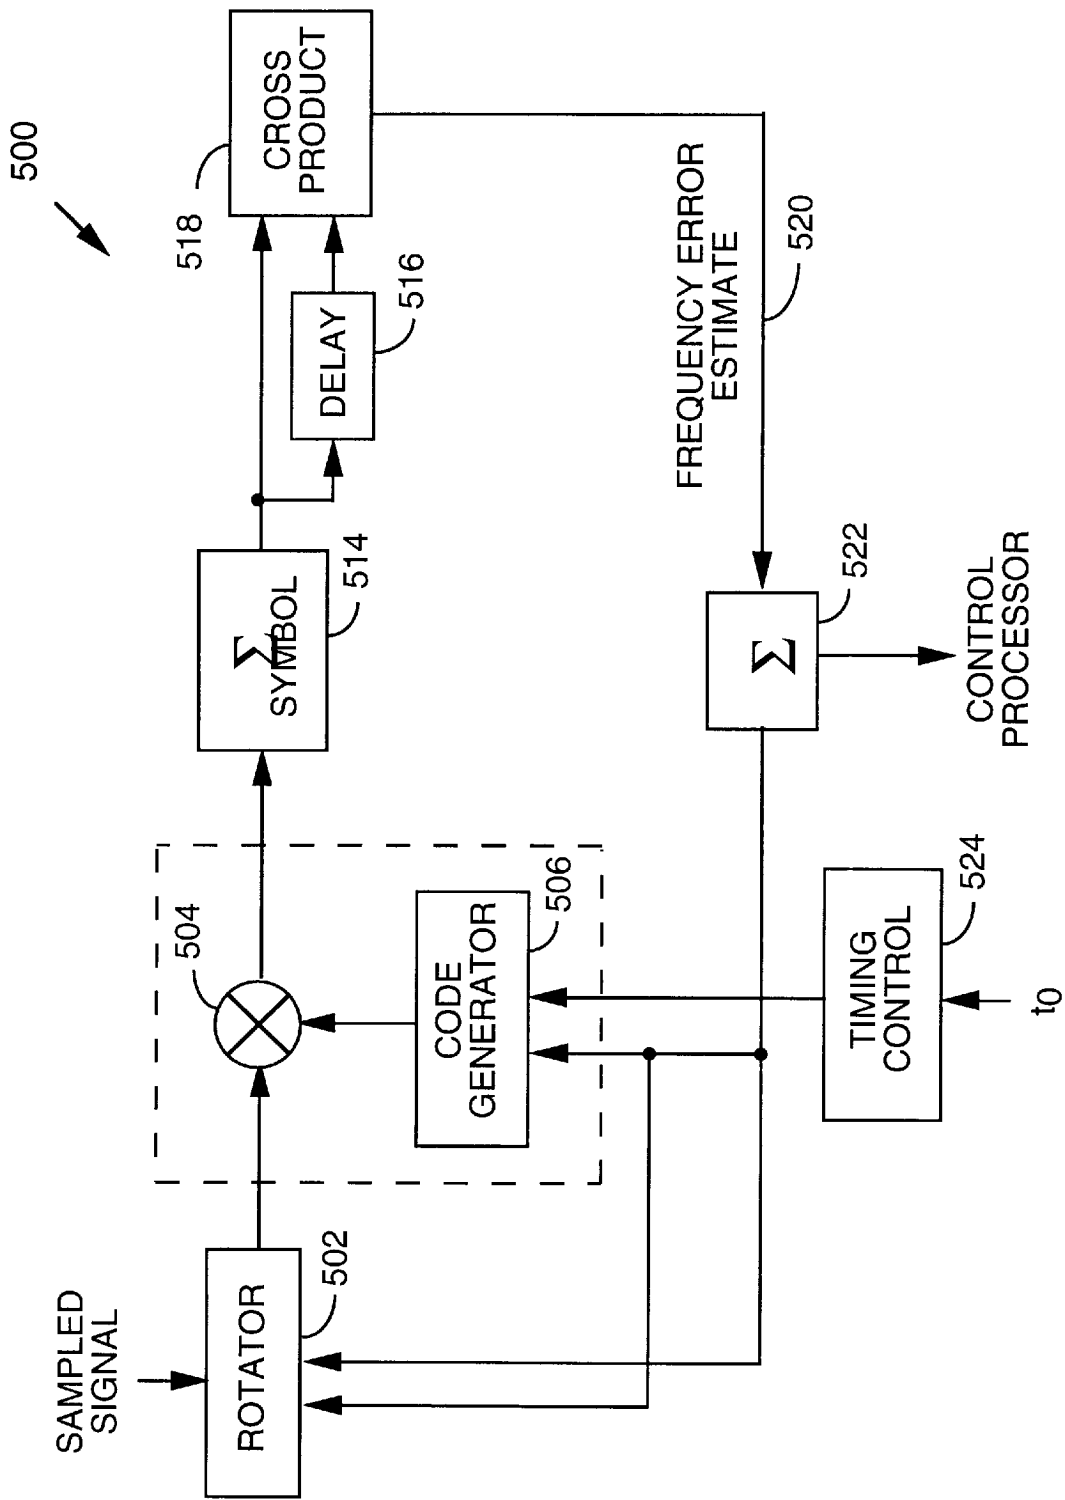 500
SAMPLED
SIGNAL
ROTATOR
502
504
CODE
GENERATOR
506
Σ
SYMBOL
514
DELAY
516
CROSS
PRODUCT
518
FREQUENCY ERROR
ESTIMATE
520
Σ
522
CONTROL
PROCESSOR
TIMING
CONTROL
524
t0